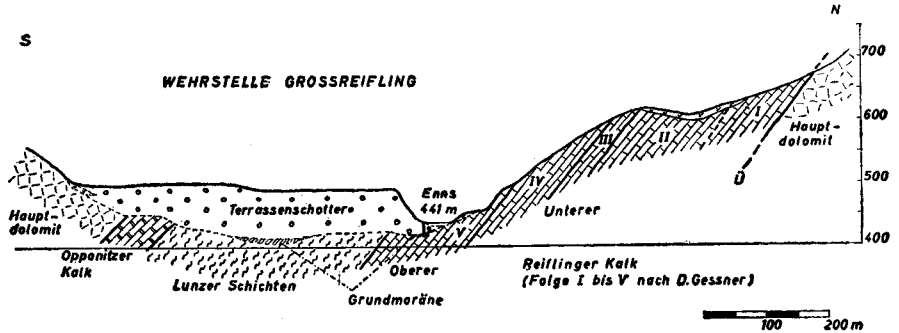 N
S
WEHRSTELLE GROSSREIFLING
700
600
500
400
I
II
III
IV
V
Haupt-
dolomit
D
Enns
441 m
Terrassenschotter
Unterer
Haupt-
dolomit
Opponitzer
Kalk
Lunzer Schichten
Oberer
Grundmoräne
Reiflinger Kalk
(Folge I bis V nach D. Gessner)
100
200 m